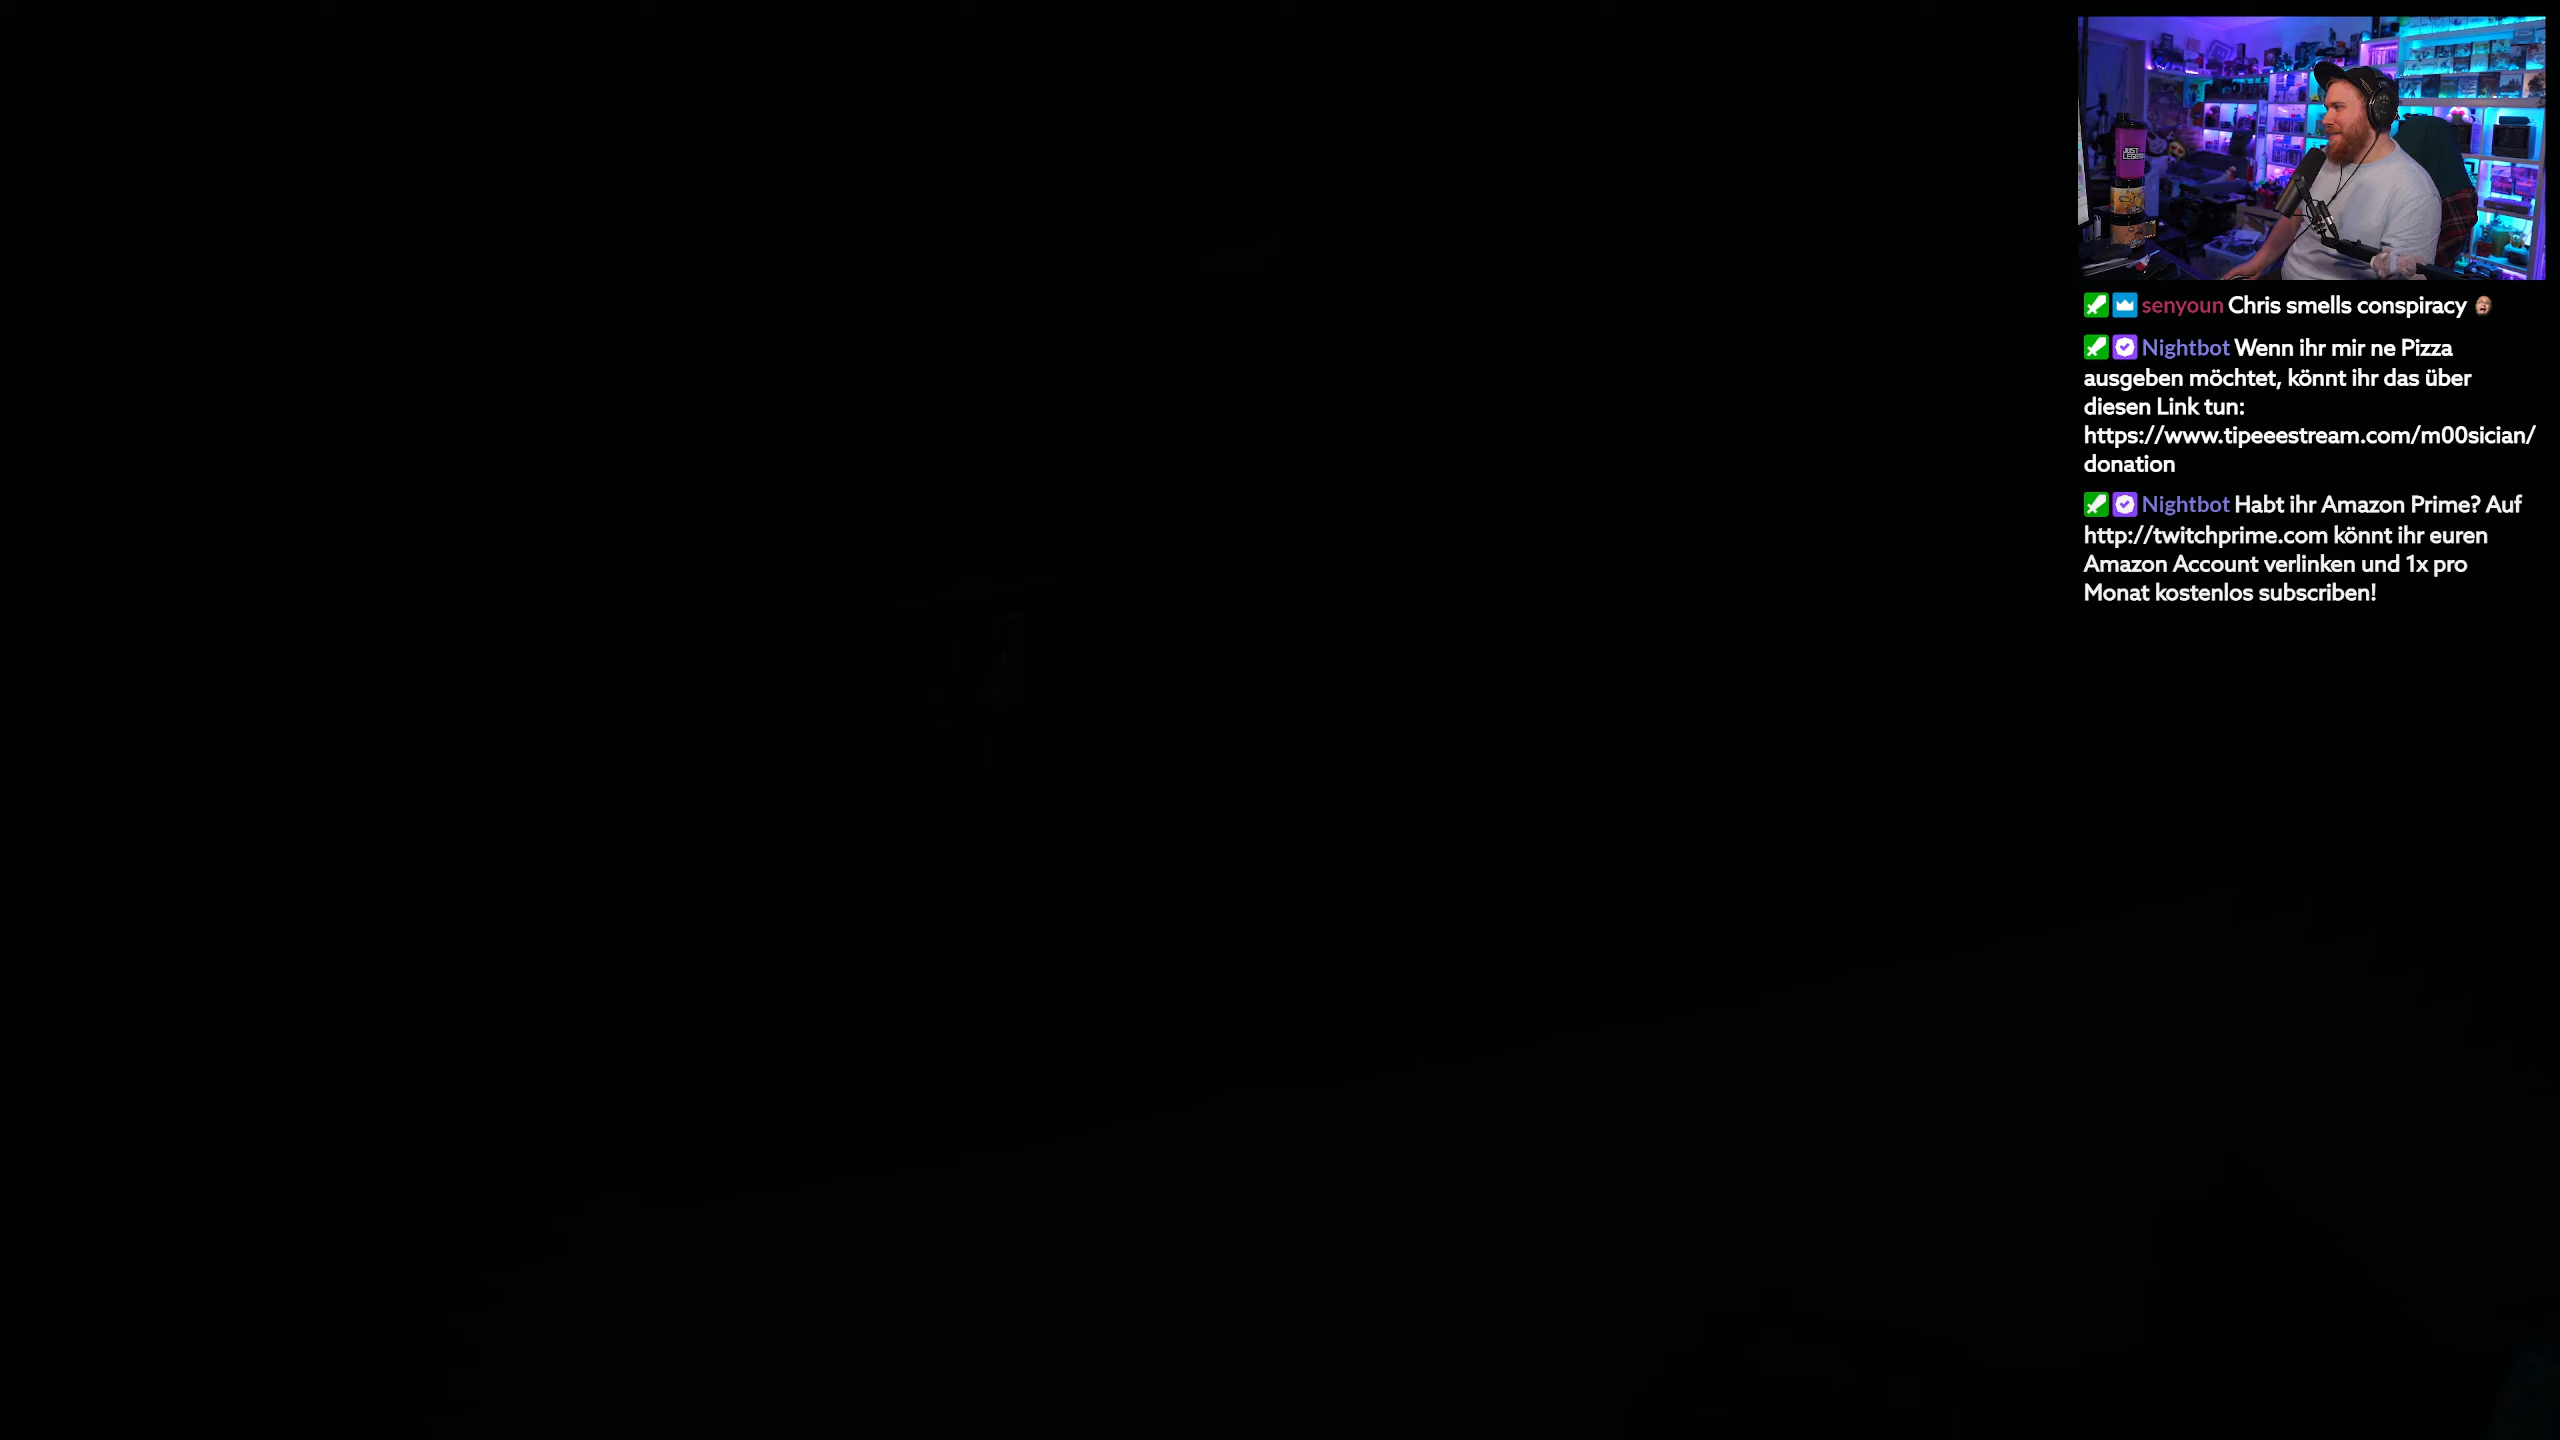 JUST
LEGENDS
senyoun Chris smells conspiracy
Nightbot Wenn ihr mir ne Pizza
ausgeben möchtet, könnt ihr das über
diesen Link tun:
https://www.tipeeestream.com/m00sician/
donation
Nightbot Habt ihr Amazon Prime? Auf
http://twitchprime.com könnt ihr euren
Amazon Account verlinken und 1x pro
Monat kostenlos subscriben!